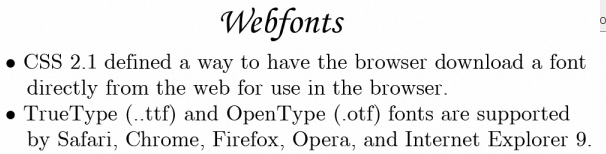 Webfonts
• CSS 2.1 defined a way to have the browser download a font
directly from the web for use in the browser.
• TrueType (..ttf) and OpenType (.otf) fonts are supported
by Safari, Chrome, Firefox, Opera, and Internet Explorer 9.